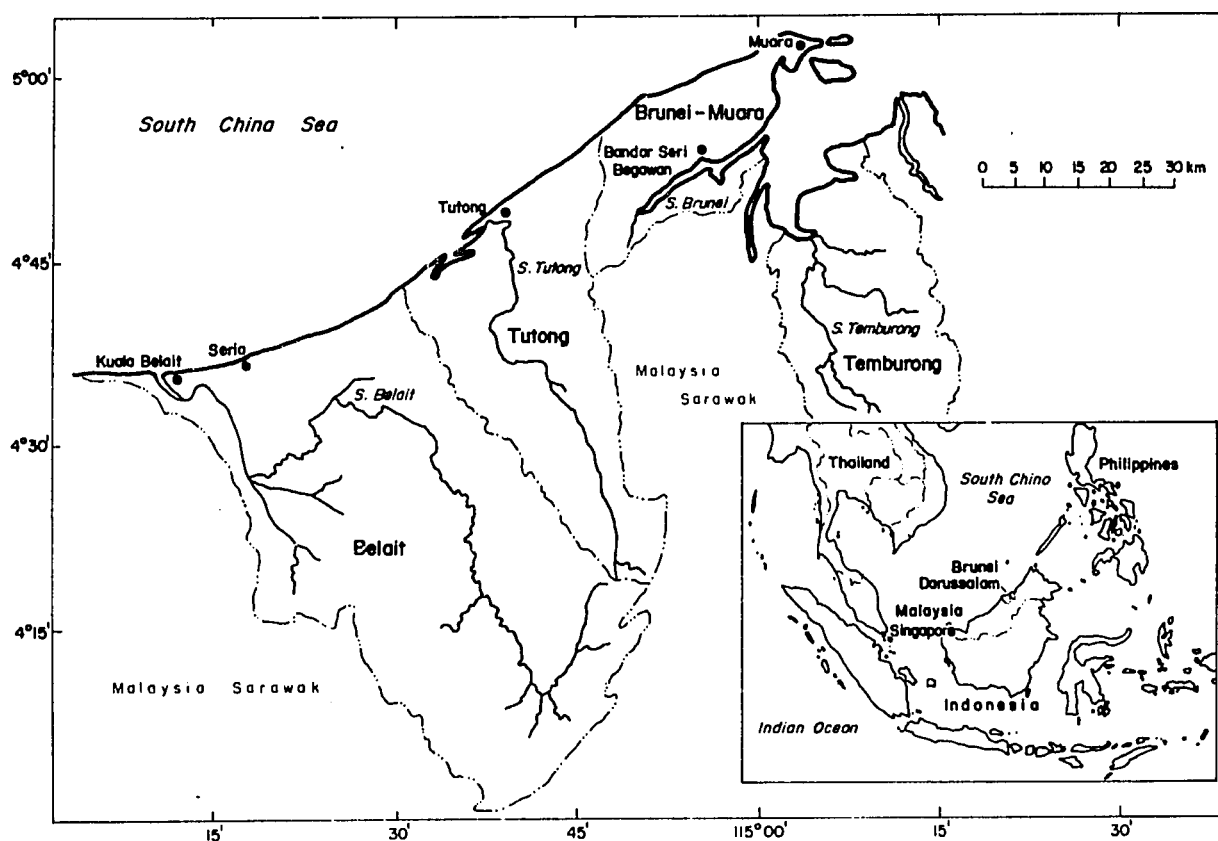 Muara
5°00'
South China Sea
Brunei-Muara
Bandar Seri
Begawan
0 5 10 15 20 25 30 km
Tutong
S. Brunei
4°45'
S. Tutong
Tutong
S. Temburong
Temburong
Kuala Belait
Seria
Malaysia
Sarawak
S. Belait
4°30'
Belait
4°15'
Malaysia Sarawak
Thailand
South China
Sea
Philippines
Brunei
Darussalam
Malaysia
Singapore
Indonesia
Indian Ocean
15' 30' 45' 115°00' 15' 30'